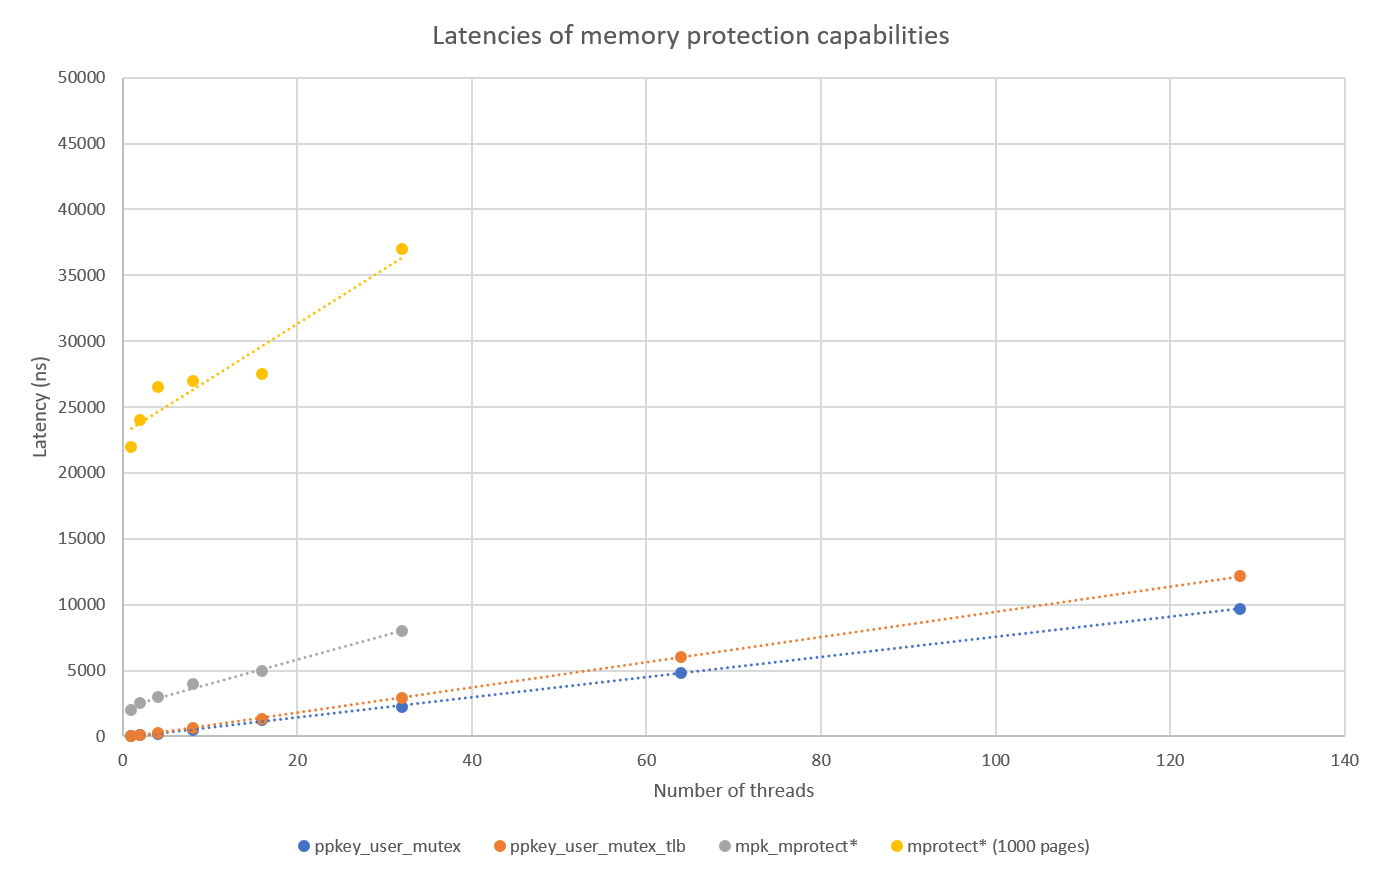 Latencies of memory protection capabilities
50000
45000
40000
35000
30000
25000
20000
15000
10000
5000
0
Latency (ns)
0 20 40 60 80 100 120 140
Number of threads
ppkey_user_mutex ppkey_user_mutex_tlb mpk_mprotect* mprotect* (1000 pages)